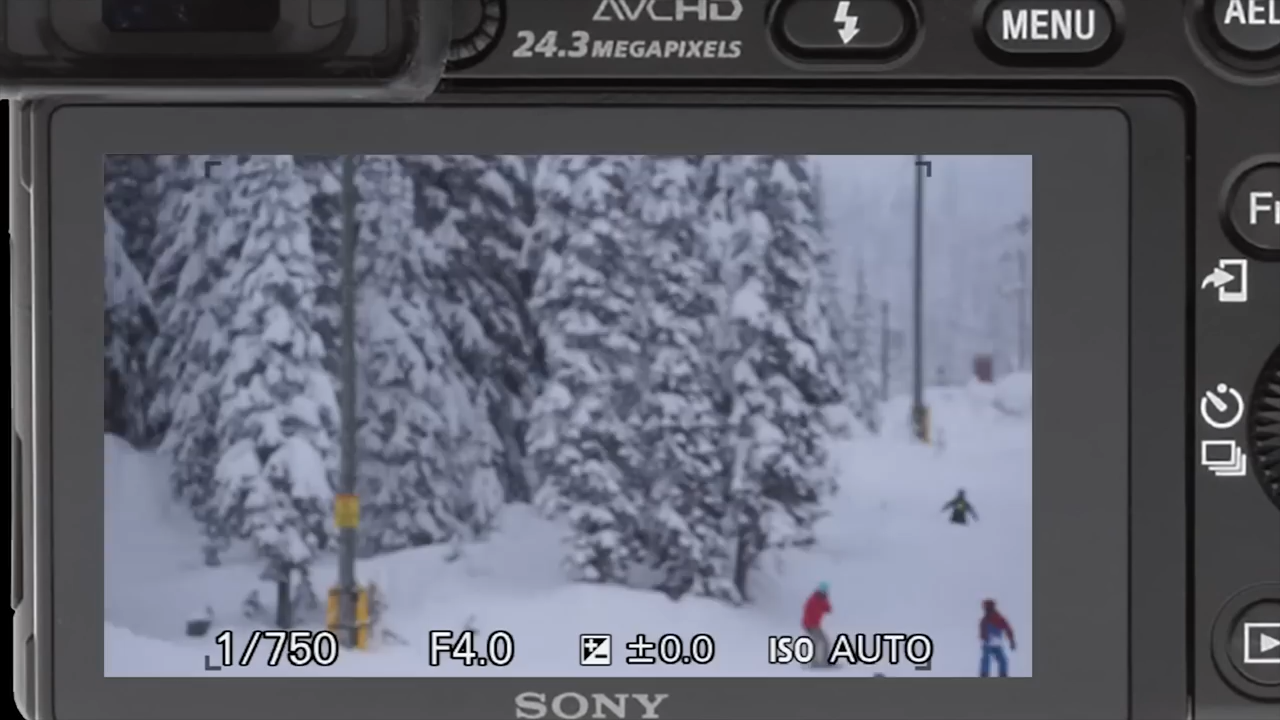 AVCHD
24.3 MEGAPIXELS
MENU
AEL
Fn
1/750 F4.0 ±0.0 ISO AUTO
SONY